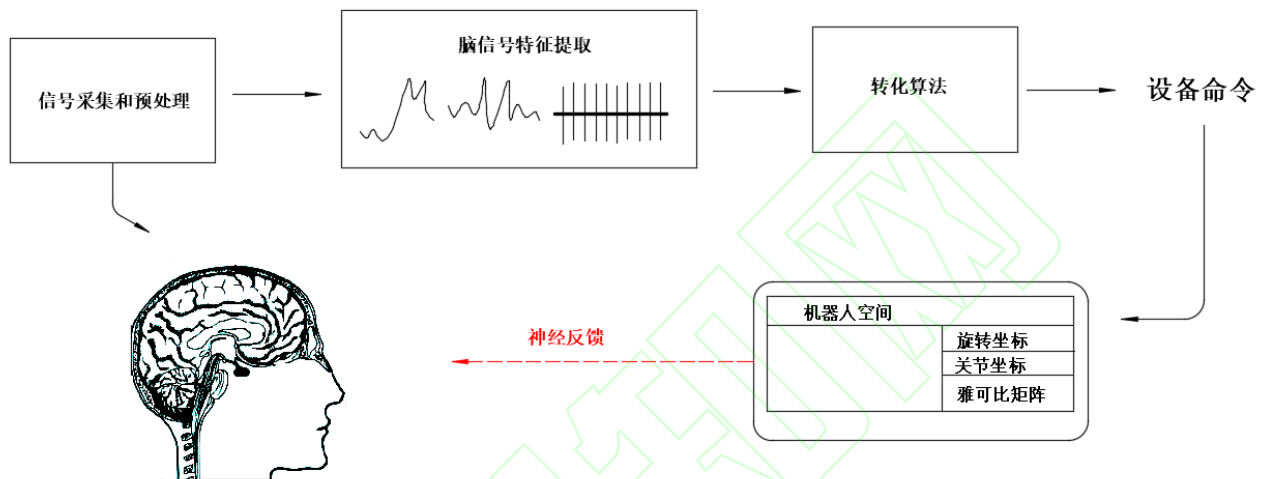 信号采集和预处理
脑信号特征提取
转化算法
设备命令
机器人空间
旋转坐标
关节坐标
雅可比矩阵
神经反馈